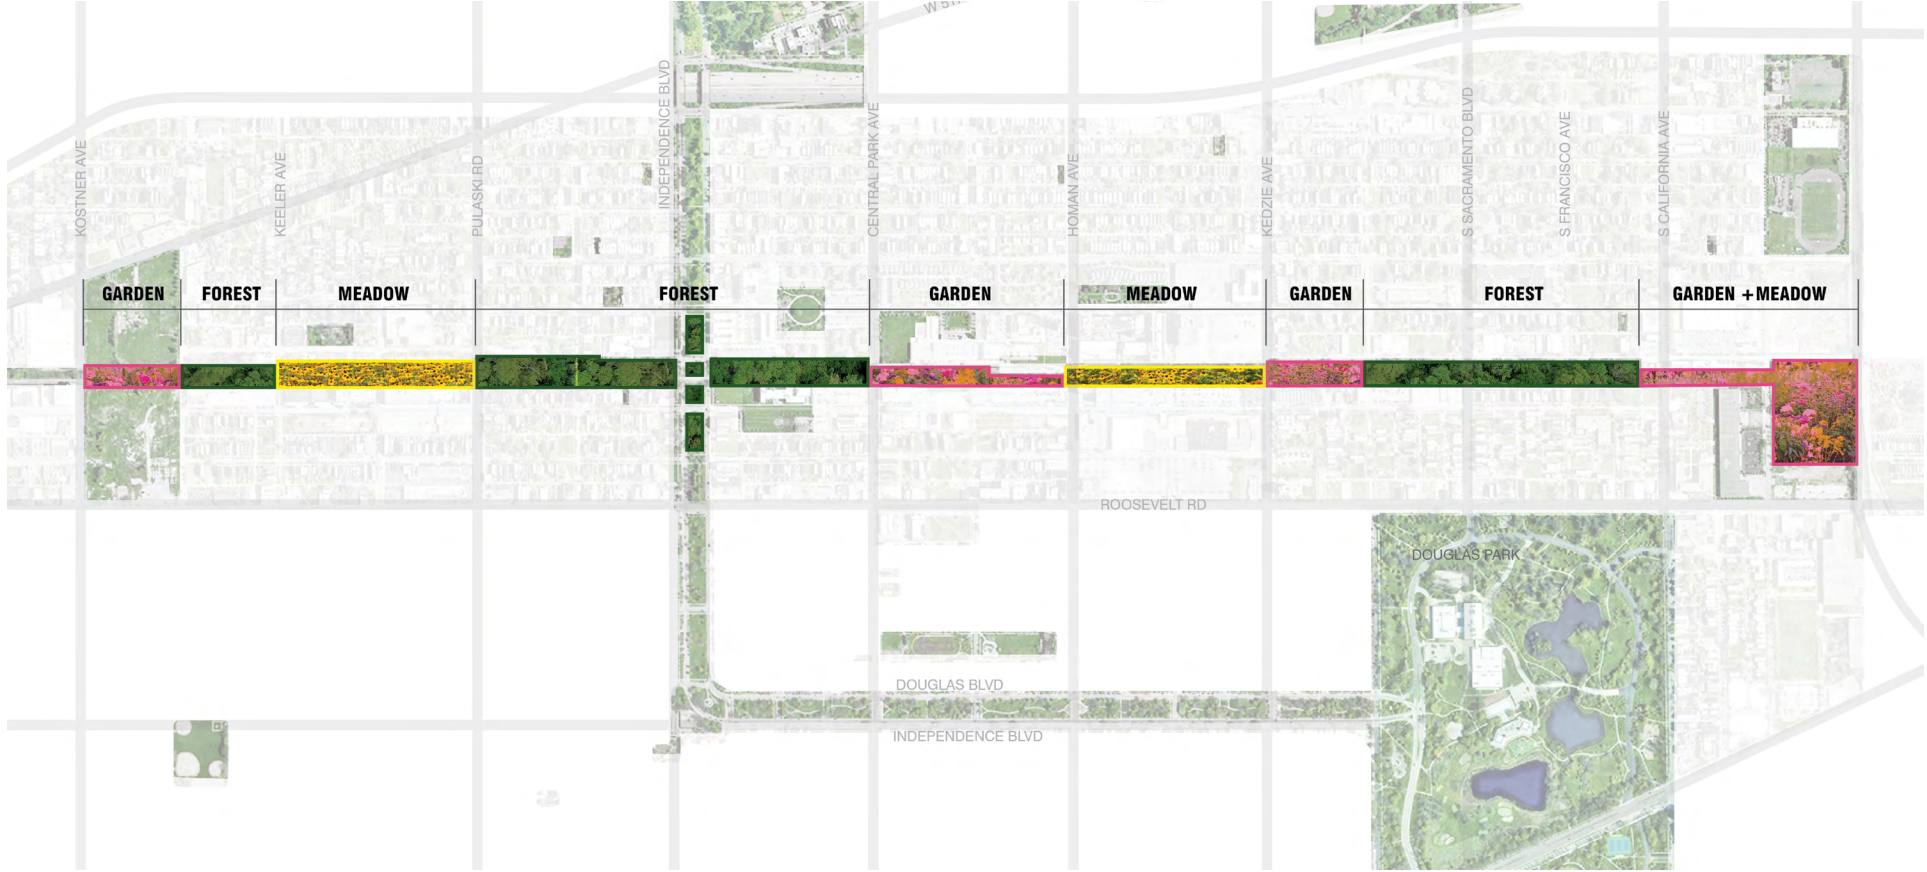 W 5T
KOSTNER AVE
KEELER AVE
PULASKI RD
INDEPENDENCE BLVD
CENTRAL PARK AVE
HOMAN AVE
KEDZIE AVE
S SACRAMENTO BLVD
S FRANCISCO AVE
S CALIFORNIA AVE
GARDEN
FOREST
MEADOW
FOREST
GARDEN
MEADOW
GARDEN
FOREST
GARDEN + MEADOW
ROOSEVELT RD
DOUGLAS PARK
DOUGLAS BLVD
INDEPENDENCE BLVD